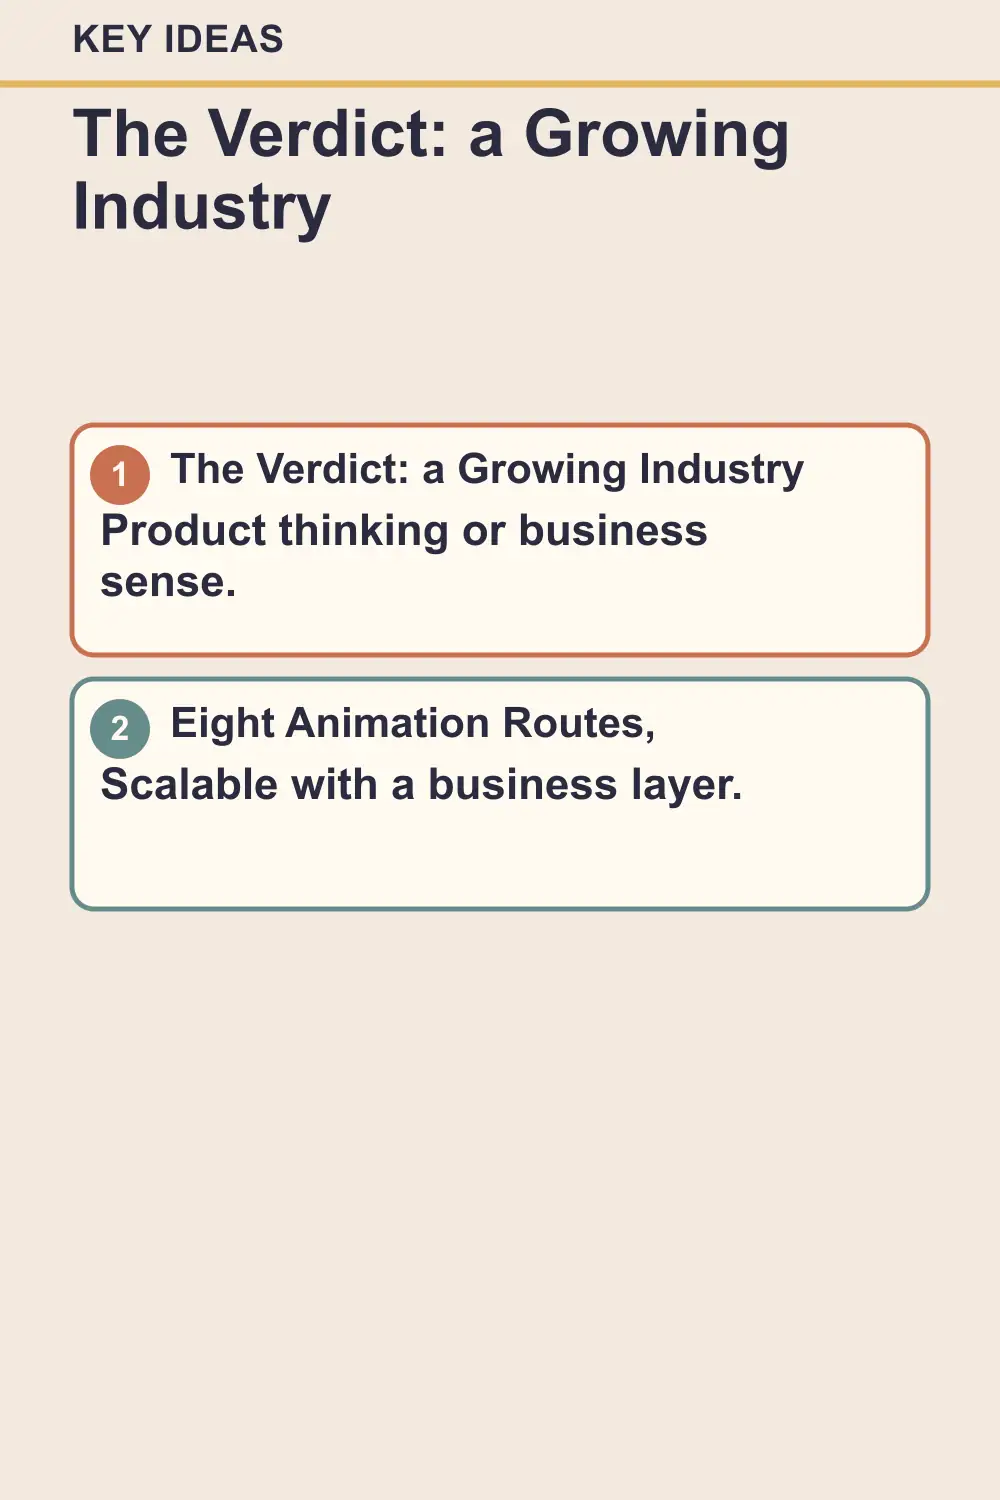 KEY IDEAS
The Verdict: a Growing
Industry
1 The Verdict: a Growing Industry
Product thinking or business
sense.
2 Eight Animation Routes,
Scalable with a business layer.